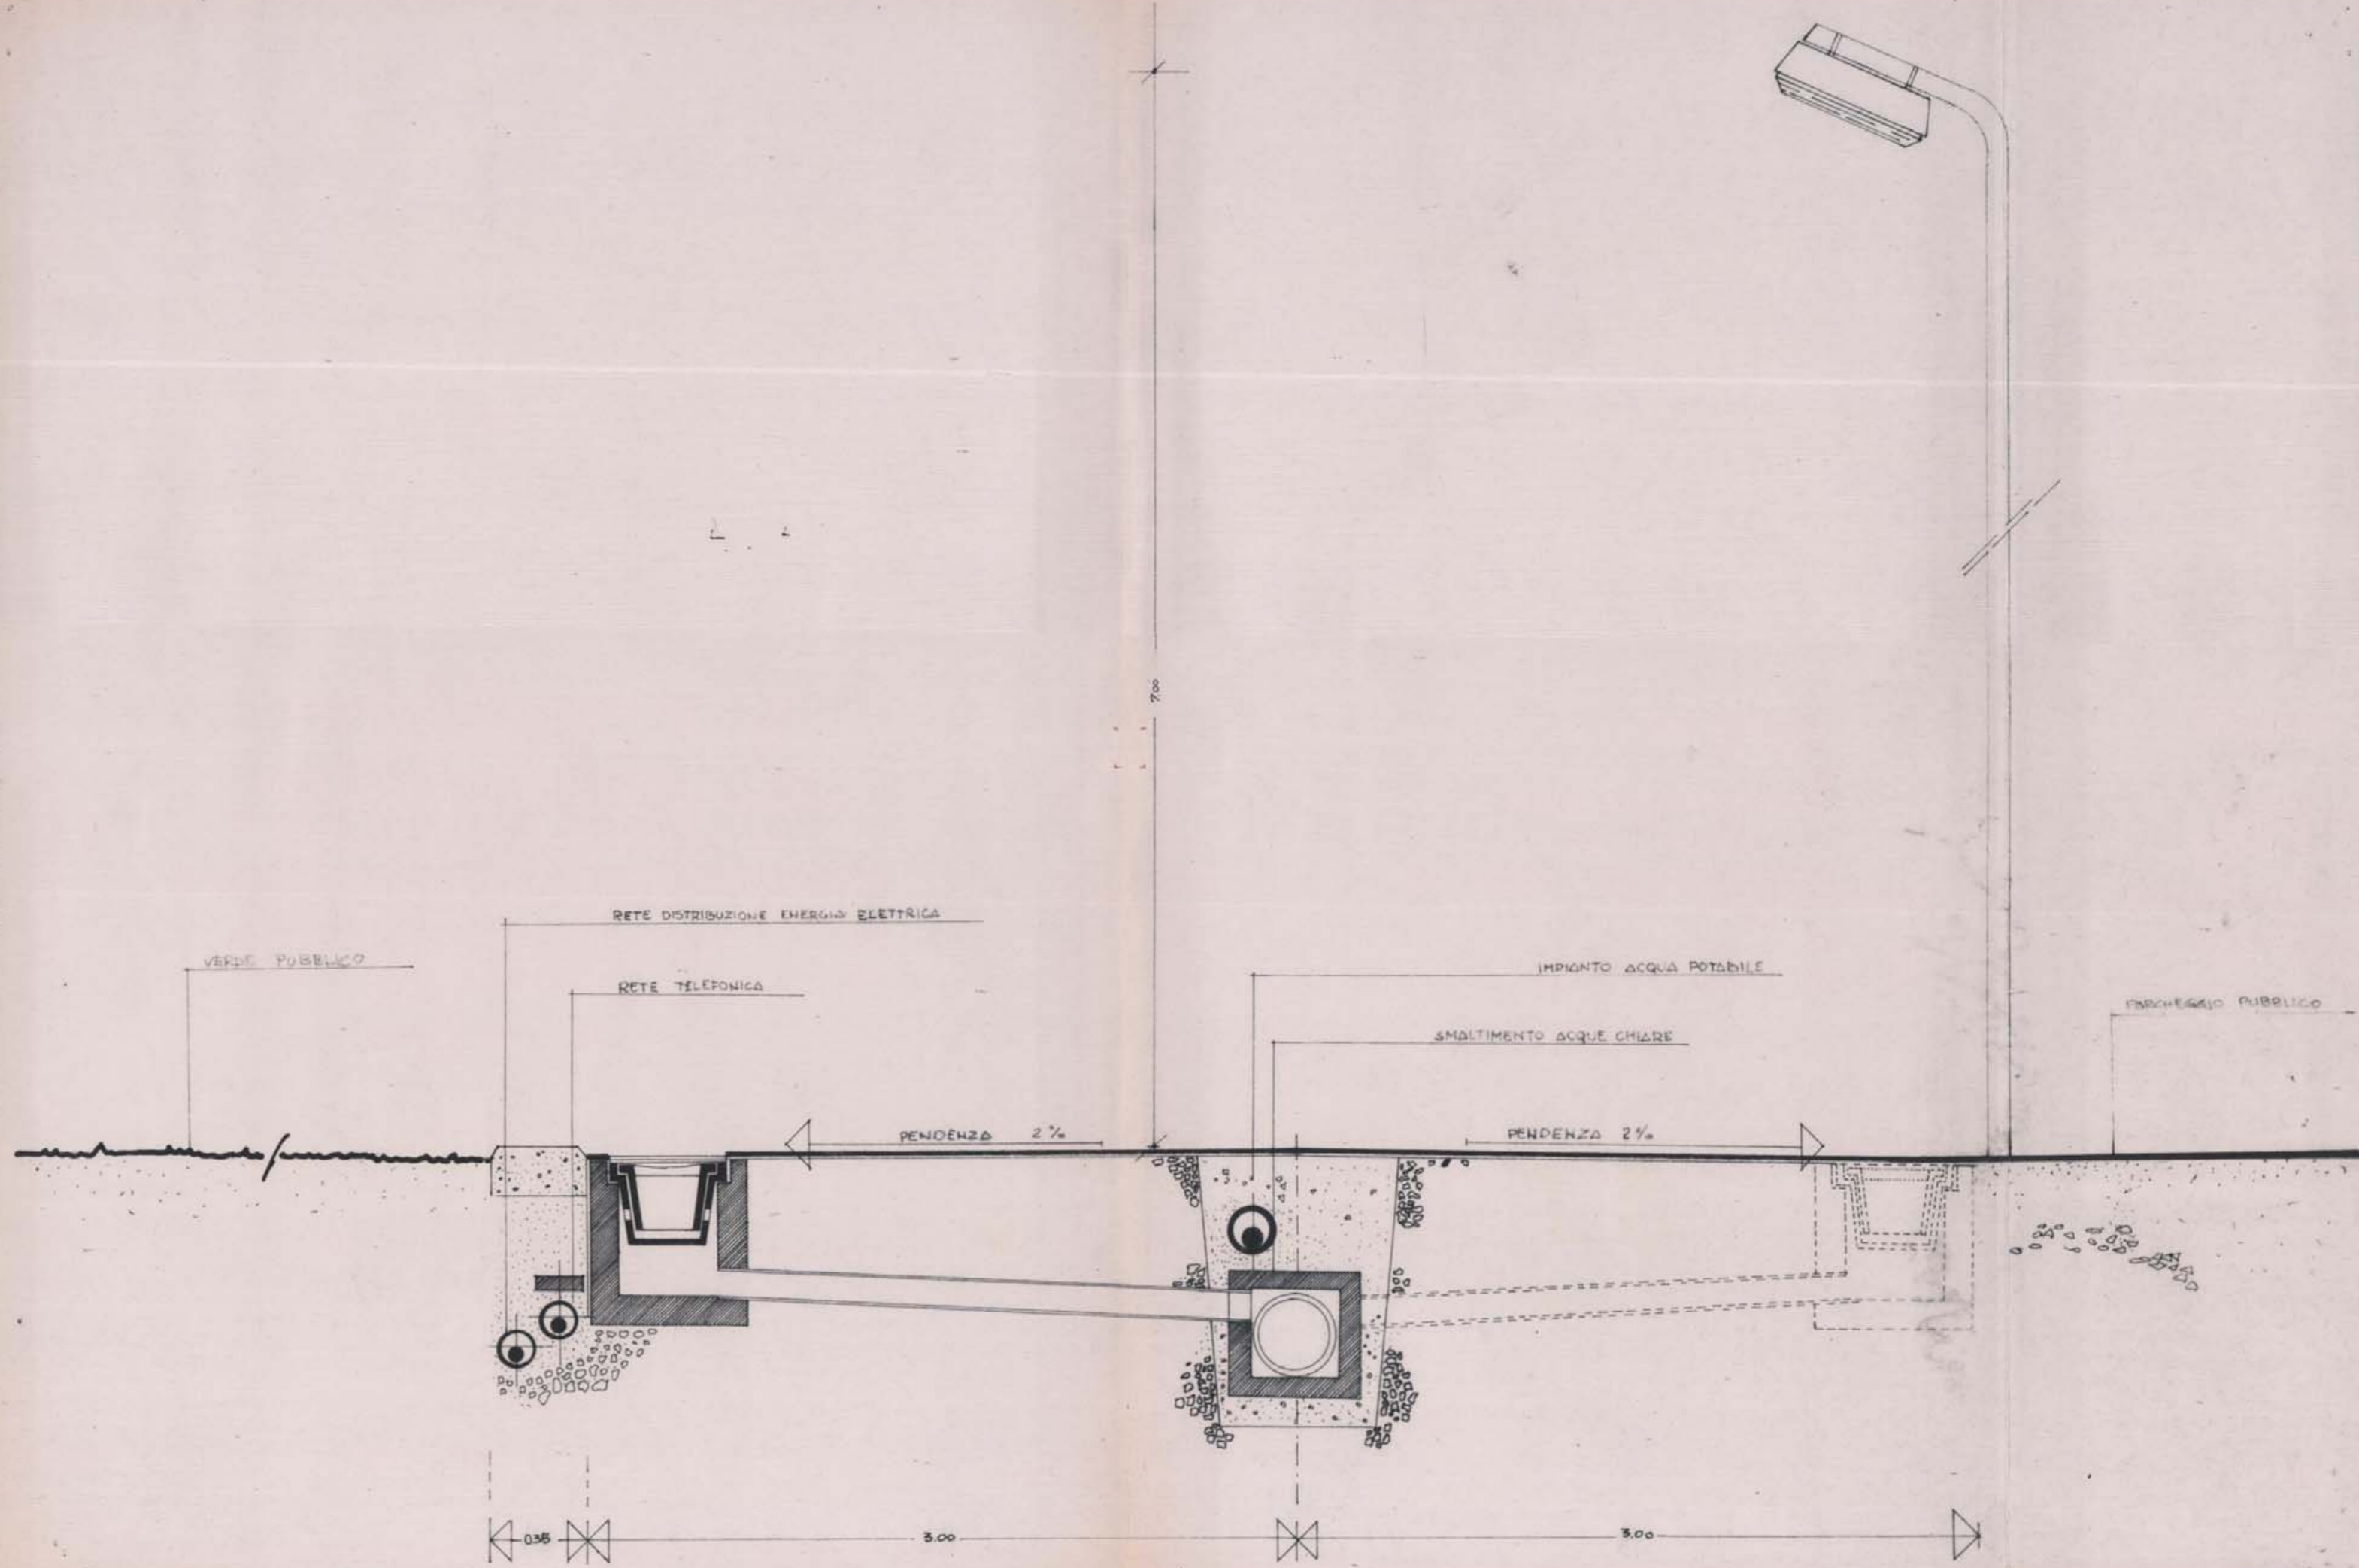 7.00
RETE DISTRIBUZIONE ENERGIA ELETTRICA
VERDE PUBBLICO
RETE TELEFONICA
IMPIANTO ACQUA POTABILE
PARCHEGGIO PUBBLICO
SMALTIMENTO ACQUE CHIARE
PENDENZA 2%
PENDENZA 2%
0.35
3.00
3.00